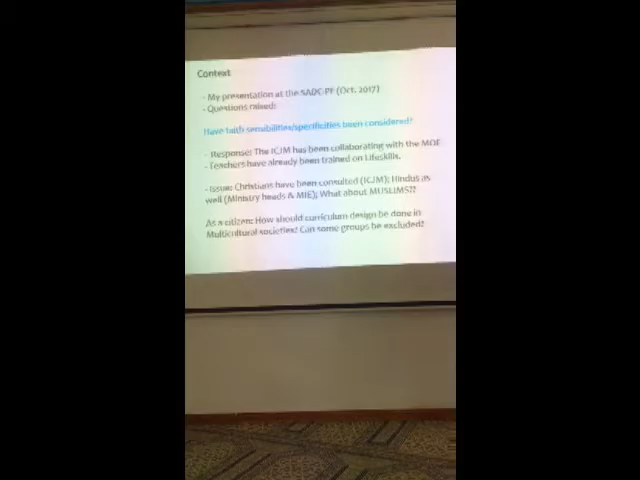 Context
- My presentation at the SADC-PF (Oct. 2017)
- Questions raised:
Have faith sensibilities/specificities been considered?
- Response: The ICJM has been collaborating with the MOE
- Teachers have already been trained on Lifeskills.
- Issue: Christians have been consulted (ICJM); Hindus as
well (Ministry heads & MIE); What about MUSLIMS??
As a citizen: How should curriculum design be done in
Multicultural societies? Can some groups be excluded?